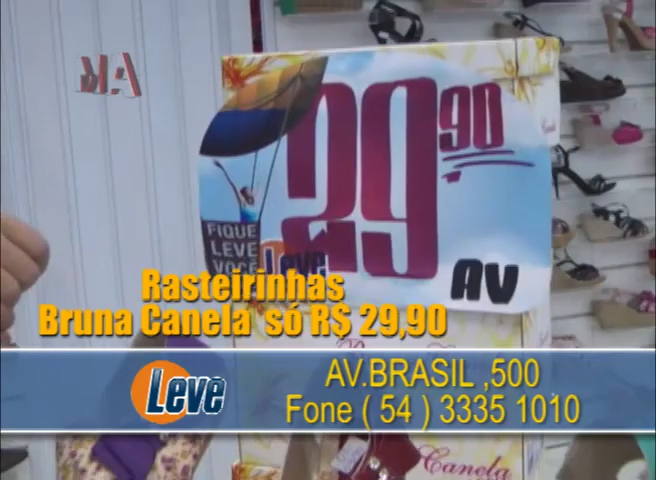 MA
29,90
FIQUE
LEVE
VOCÊ
Leve
AV
Rasteirinhas
Bruna Canela só R$ 29,90
Leve
AV.BRASIL ,500
Fone ( 54 ) 3335 1010
Canela